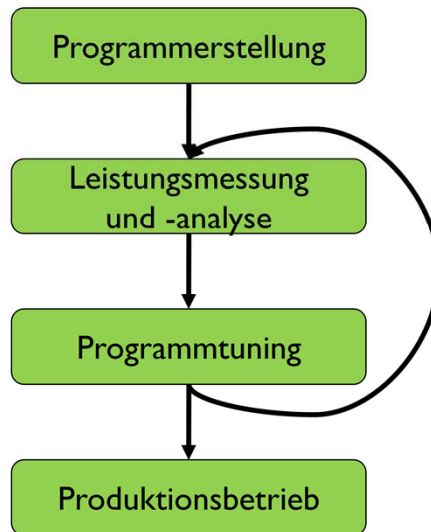 Programmerstellung
Leistungsmessung
und -analyse
Programmtuning
Produktionsbetrieb